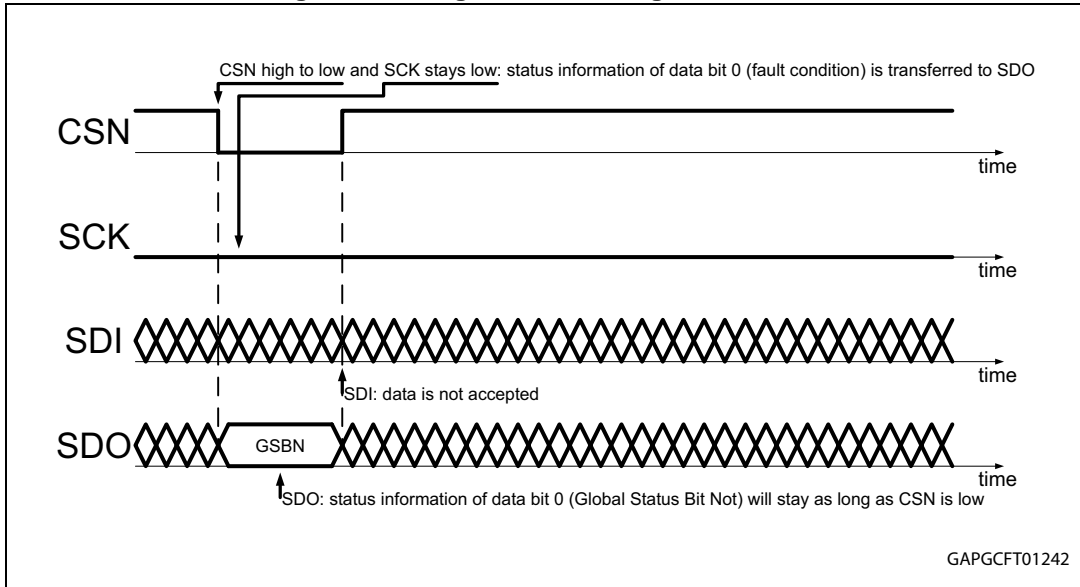 CSN high to low and SCK stays low: status information of data bit 0 (fault condition) is transferred to SDO
CSN
time
SCK
time
SDI
time
SDI: data is not accepted
SDO
GSBN
time
SDO: status information of data bit 0 (Global Status Bit Not) will stay as long as CSN is low
GAPGCFT01242